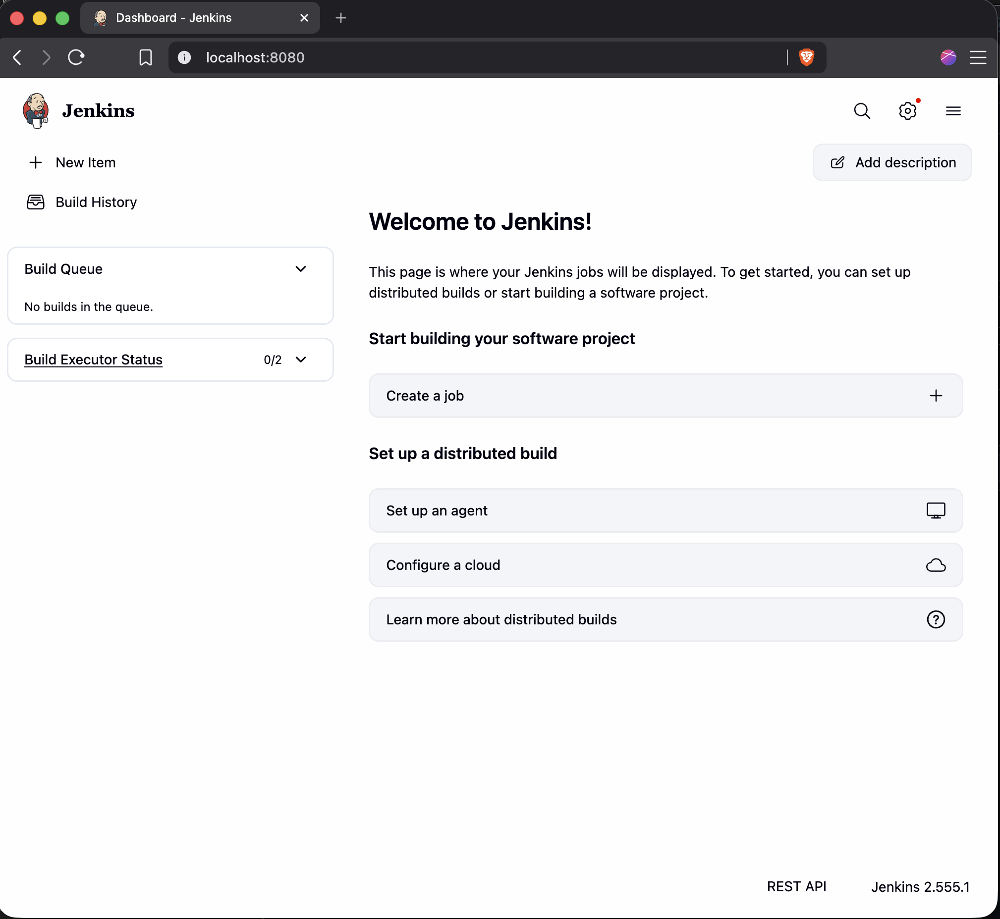 Dashboard - Jenkins
localhost:8080
Jenkins
New Item
Add description
Build History
Welcome to Jenkins!
Build Queue
This page is where your Jenkins jobs will be displayed. To get started, you can set up
distributed builds or start building a software project.
No builds in the queue.
Start building your software project
Build Executor Status 0/2
Create a job
Set up a distributed build
Set up an agent
Configure a cloud
Learn more about distributed builds
REST API
Jenkins 2.555.1